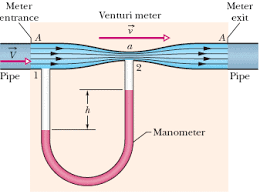 Meter
entrance
Venturi meter
Meter
exit
v
A
a
A
V
Pipe
1
2
Pipe
h
Manometer